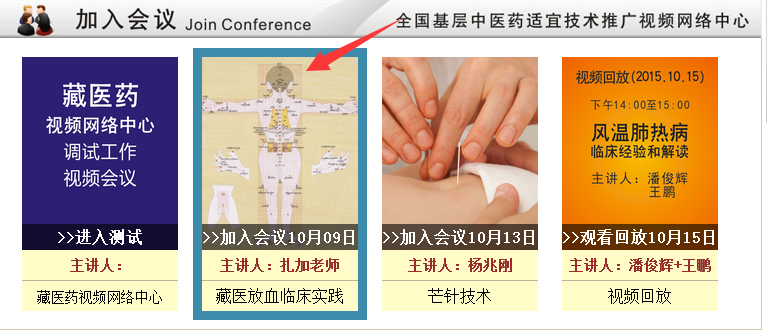 加入会议 Join Conference
全国基层中医药适宜技术推广视频网络中心
藏医药
视频网络中心
调试工作
视频会议
>>进入测试
主讲人：
藏医药视频网络中心
>>加入会议10月09日
主讲人：扎加老师
藏医放血临床实践
>>加入会议10月13日
主讲人：杨兆刚
芒针技术
视频回放(2015.10.15)
下午14:00至15:00
风温肺热病
临床经验和解读
主讲人：潘俊辉
王鹏
>>观看回放10月15日
主讲人：潘俊辉+王鹏
视频回放